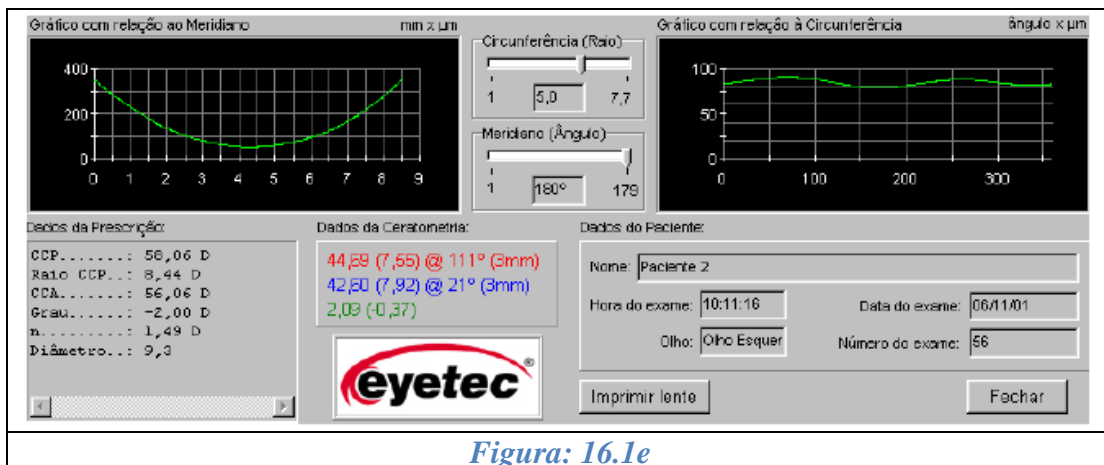 Gráfico com relação ao Meridiano
mm x µm
400
200
0
0 1 2 3 4 5 6 7 8 9
Circunferência (Raio)
1 5,0 7,7
Meridiano (Ângulo)
1 180º 179
Gráfico com relação à Circunferência
ângulo x µm
100
50
0
0 100 200 300
Dados da Prescrição:
CCP.......: 58,06 D
Raio CCP..: 8,44 D
CCA.......: 56,06 D
Grau......: -2,00 D
n.........: 1,49 D
Diâmetro..: 9,3
Dados da Ceratometria:
44,69 (7,55) @ 111º (3mm)
42,60 (7,92) @ 21º (3mm)
2,09 (-0,37)
eyetec®
Dados do Paciente:
Nome: Paciente 2
Hora do exame: 10:11:16
Data do exame: 06/11/01
Olho: Olho Esquer
Número do exame: 56
Imprimir lente
Fechar
Figura: 16.1e